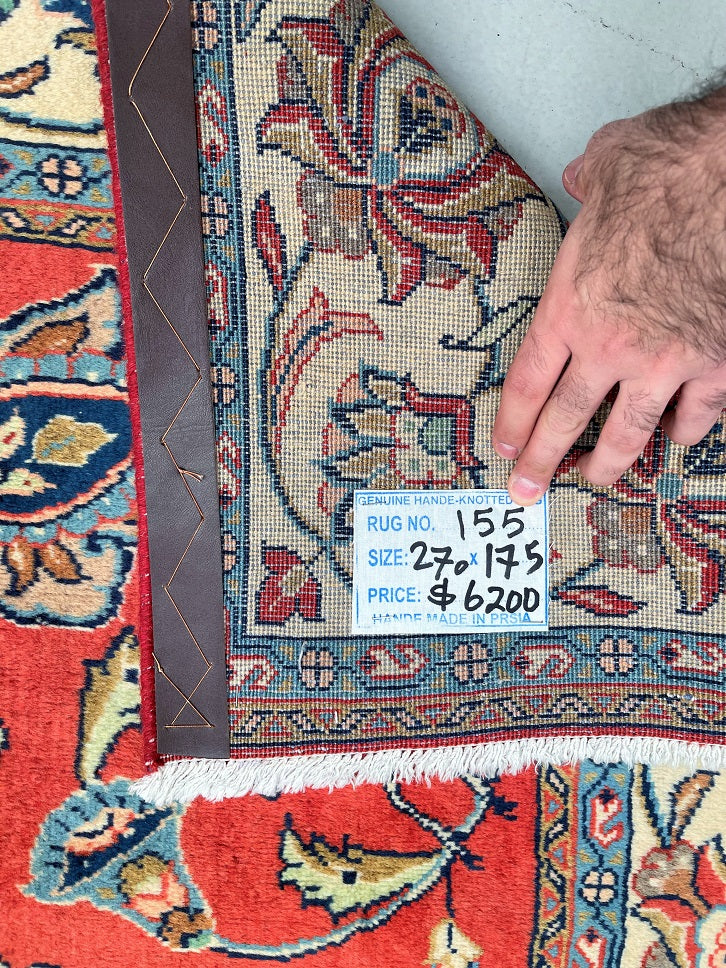 GENUINE HANDE-KNOTTED
RUG NO. 155
SIZE: 270 x 175
PRICE: $6200
HANDE MADE IN PRSIA